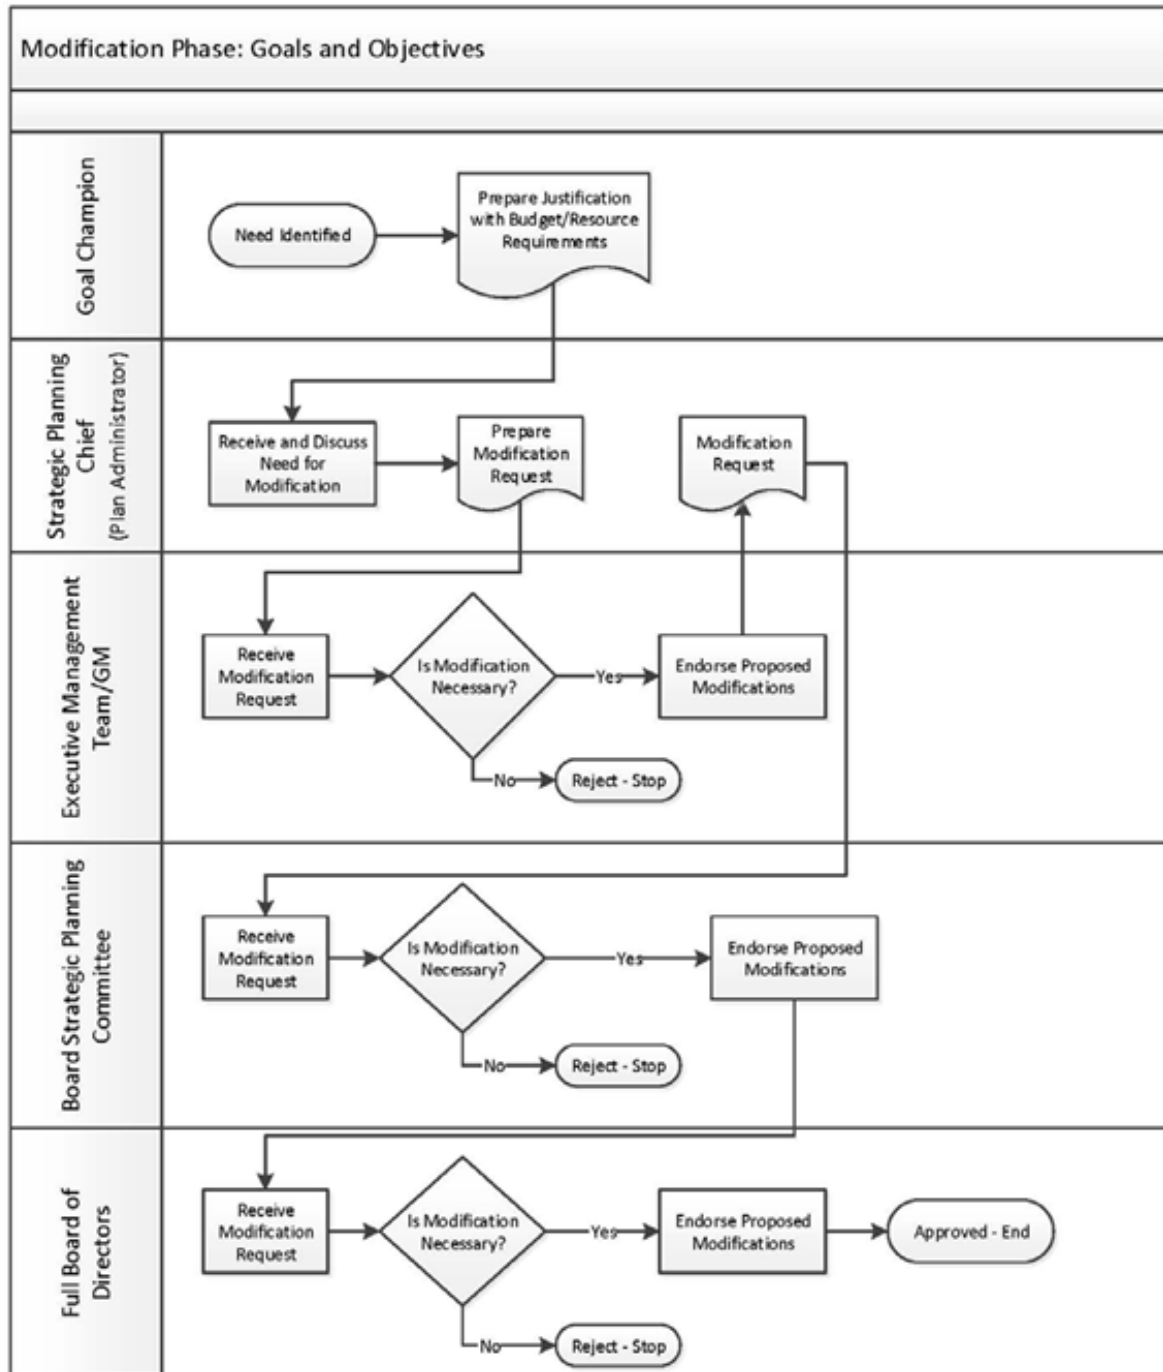 Modification Phase: Goals and Objectives
Goal Champion
Need Identified
Prepare Justification
with Budget/Resource
Requirements
Strategic Planning
Chief
(Plan Administrator)
Receive and Discuss
Need for
Modification
Prepare
Modification
Request
Modification
Request
Executive Management
Team/GM
Receive
Modification
Request
Is Modification
Necessary?
Yes
Endorse Proposed
Modifications
No
Reject - Stop
Board Strategic Planning
Committee
Receive
Modification
Request
Is Modification
Necessary?
Yes
Endorse Proposed
Modifications
No
Reject - Stop
Full Board of
Directors
Receive
Modification
Request
Is Modification
Necessary?
Yes
Endorse Proposed
Modifications
Approved - End
No
Reject - Stop